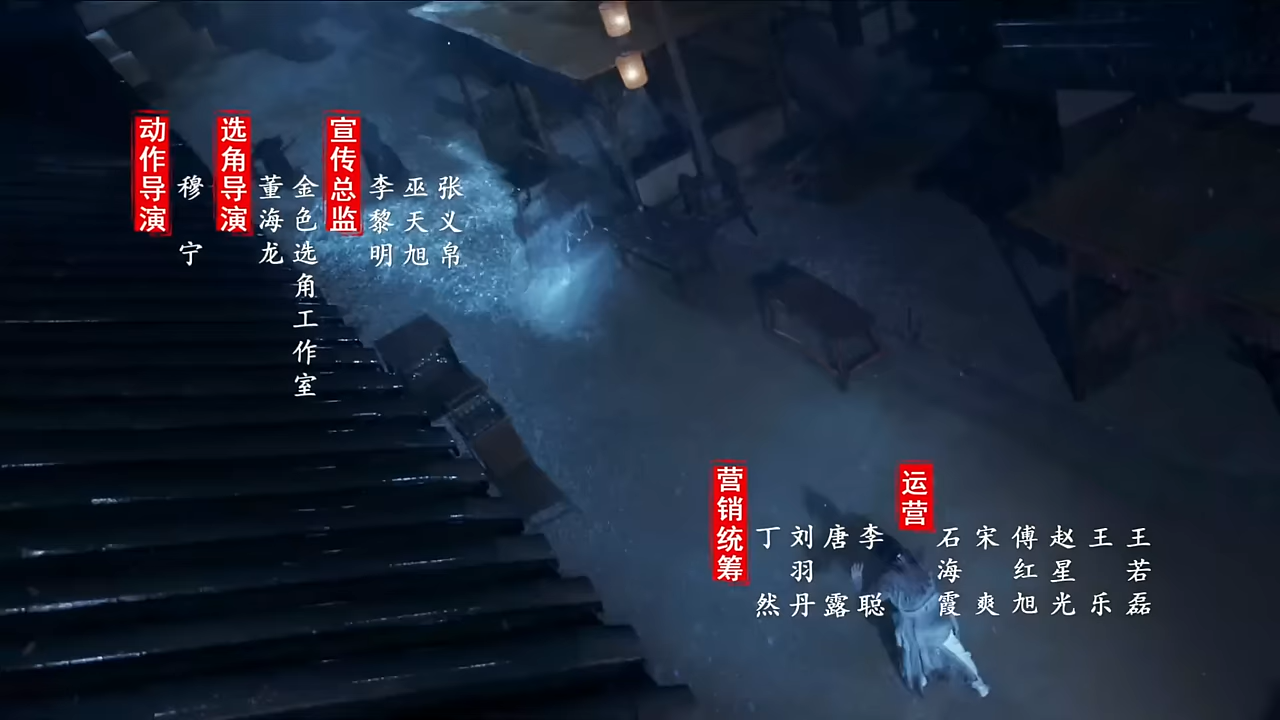 动作导演
穆宁
选角导演
董海龙
金色选角工作室
宣传总监
李黎明
巫天旭
张义帛
营销统筹
丁然
刘羽丹
唐露
李聪
运营
石海霞
宋爽
傅红旭
赵星光
王乐
王若磊